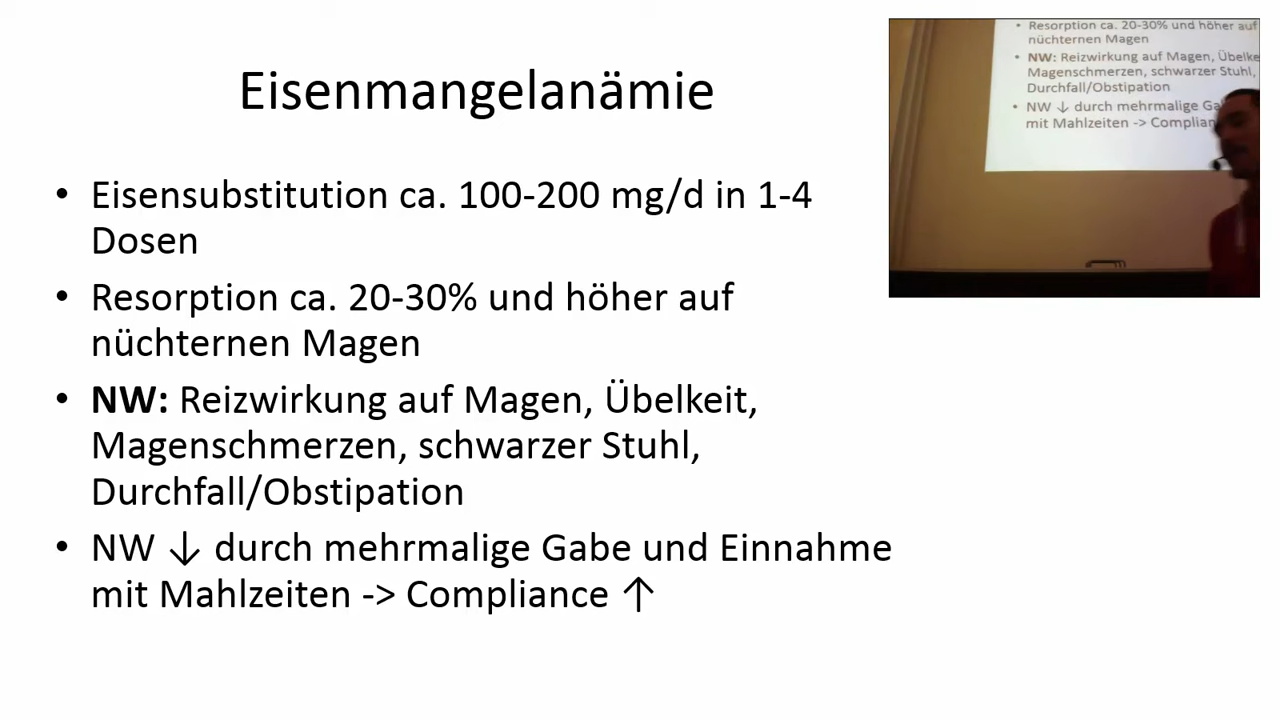 Eisenmangelanämie
• Eisensubstitution ca. 100-200 mg/d in 1-4
Dosen
• Resorption ca. 20-30% und höher auf
nüchternen Magen
• NW: Reizwirkung auf Magen, Übelkeit,
Magenschmerzen, schwarzer Stuhl,
Durchfall/Obstipation
• NW ↓ durch mehrmalige Gabe und Einnahme
mit Mahlzeiten -> Compliance ↑
• Resorption ca. 20-30% und höher auf
nüchternen Magen
• NW: Reizwirkung auf Magen, Übelke
Magenschmerzen, schwarzer Stuhl,
Durchfall/Obstipation
• NW ↓ durch mehrmalige Ga
mit Mahlzeiten -> Complian